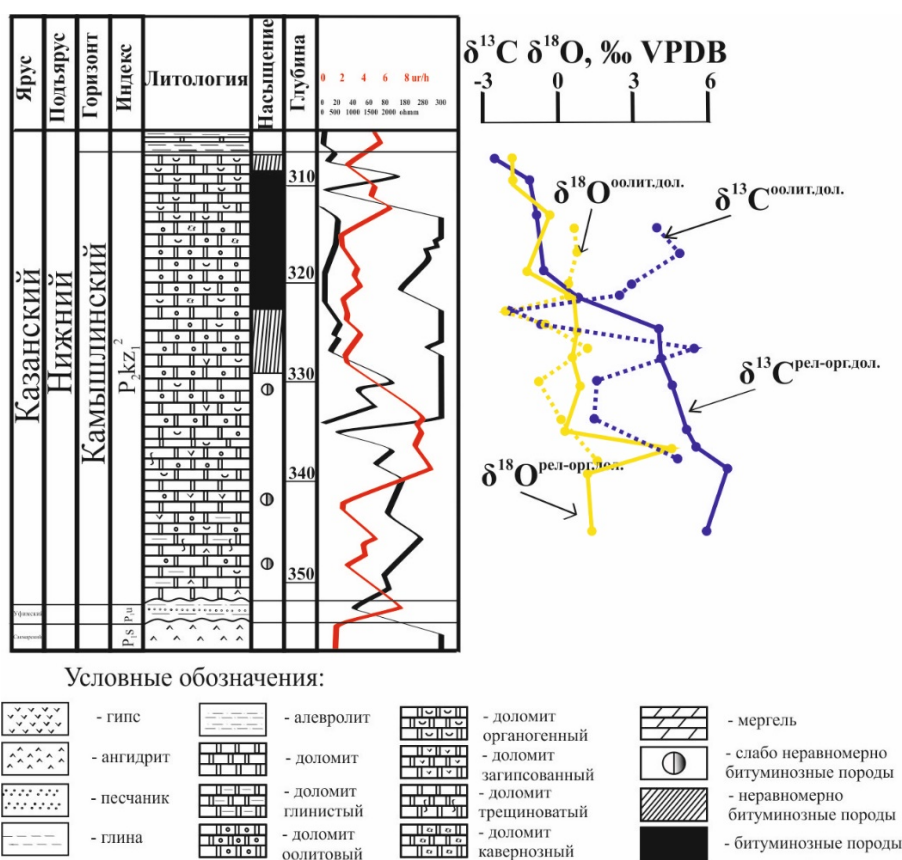 Ярус
Подъярус
Горизонт
Индекс
Литология
Насыщение
Глубина
0 2 4 6 8 ur/h
0 20 40 60 80 180 280 300
0 500 1000 1500 2000 ohmm
δ¹³C δ¹⁸O, ‰ VPDB
-3 0 3 6
Казанский
Нижний
Камышлинский
P₂kz₁²
310
320
330
340
350
δ¹⁸Oоолит.дол.
δ¹³Cоолит.дол.
δ¹³Cрел-орг.дол.
δ¹⁸Oрел-орг.дол.
Уфимский
P₁u
P₁s
Условные обозначения:
- гипс
- ангидрит
- песчаник
- глина
- алевролит
- доломит
- доломит
глинистый
- доломит
оолитовый
- доломит
органогенный
- доломит
загипсованный
- доломит
трещиноватый
- доломит
кавернозный
- мергель
- слабо неравномерно
битуминозные породы
- неравномерно
битуминозные породы
- битуминозные породы